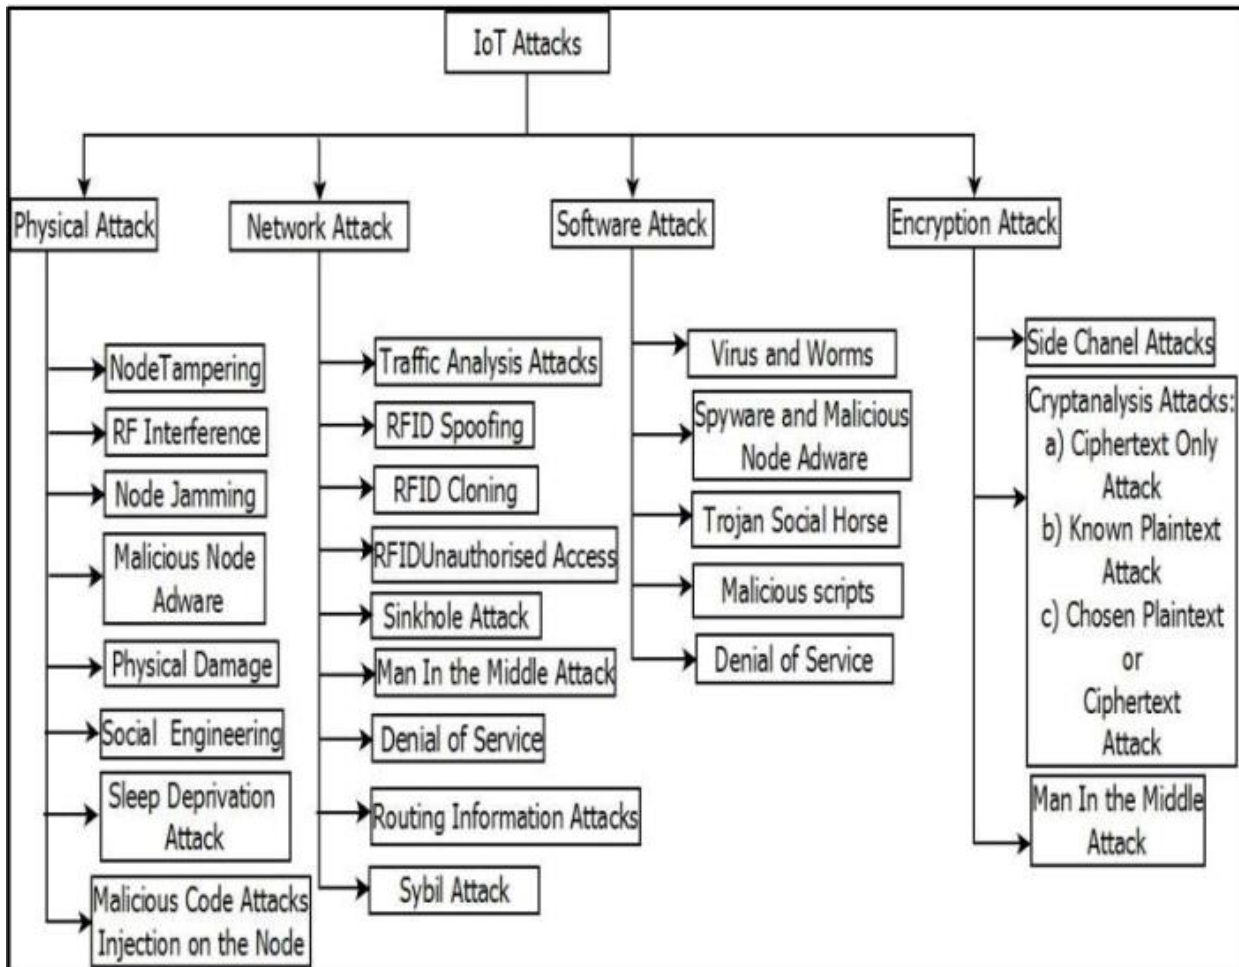 IoT Attacks
Physical Attack
Network Attack
Software Attack
Encryption Attack
NodeTampering
RF Interference
Node Jamming
Malicious Node
Adware
Physical Damage
Social Engineering
Sleep Deprivation
Attack
Malicious Code Attacks
Injection on the Node
Traffic Analysis Attacks
RFID Spoofing
RFID Cloning
RFIDUnauthorised Access
Sinkhole Attack
Man In the Middle Attack
Denial of Service
Routing Information Attacks
Sybil Attack
Virus and Worms
Spyware and Malicious
Node Adware
Trojan Social Horse
Malicious scripts
Denial of Service
Side Chanel Attacks
Cryptanalysis Attacks:
a) Ciphertext Only
Attack
b) Known Plaintext
Attack
c) Chosen Plaintext
or
Ciphertext
Attack
Man In the Middle
Attack